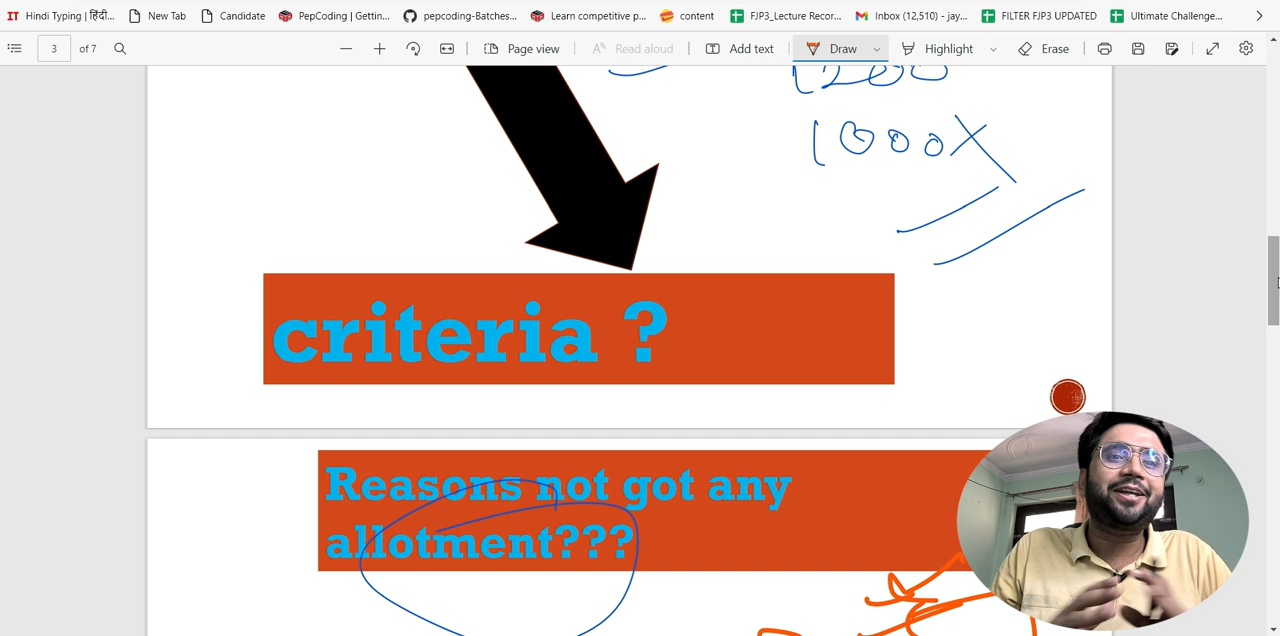 Hindi Typing | हिंदी...
New Tab
Candidate
PepCoding | Gettin...
pepcoding-Batches...
Learn competitive p...
content
FJP3_Lecture Recor...
Inbox (12,510) - jay...
FILTER FJP3 UPDATED
Ultimate Challenge...
3 of 7
Page view
Read aloud
Add text
Draw
Highlight
Erase
1200
1000X
criteria ?
Reasons not got any
allotment???